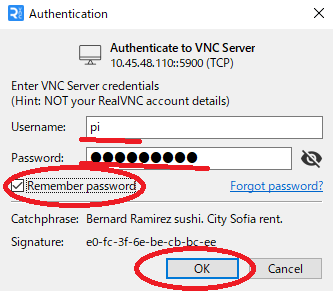 Authentication
Authenticate to VNC Server
10.45.48.110::5900 (TCP)
Enter VNC Server credentials
(Hint: NOT your RealVNC account details)
Username: pi
Password: ●●●●●●●●●
Remember password Forgot password?
Catchphrase: Bernard Ramirez sushi. City Sofia rent.
Signature: e0-fc-3f-6e-be-cb-bc-ee
OK Cancel